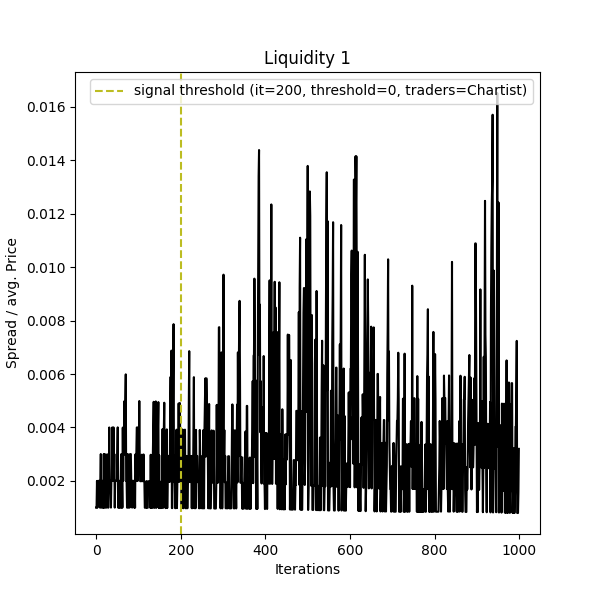 Liquidity 1
signal threshold (it=200, threshold=0, traders=Chartist)
0.016
0.014
0.012
0.010
0.008
0.006
0.004
0.002
Spread / avg. Price
0 200 400 600 800 1000
Iterations